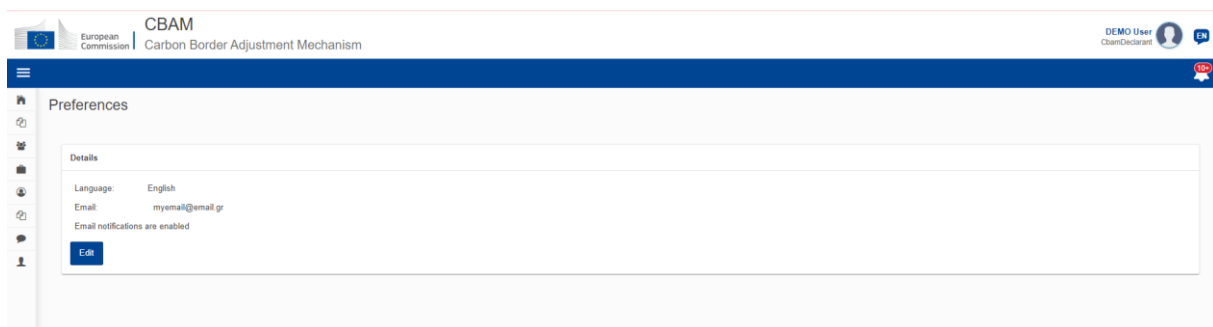 European
Commission
CBAM
Carbon Border Adjustment Mechanism
DEMO User
CbamDeclarant
EN
10+
Preferences
Details
Language: English
Email: myemail@email.gr
Email notifications are enabled
Edit